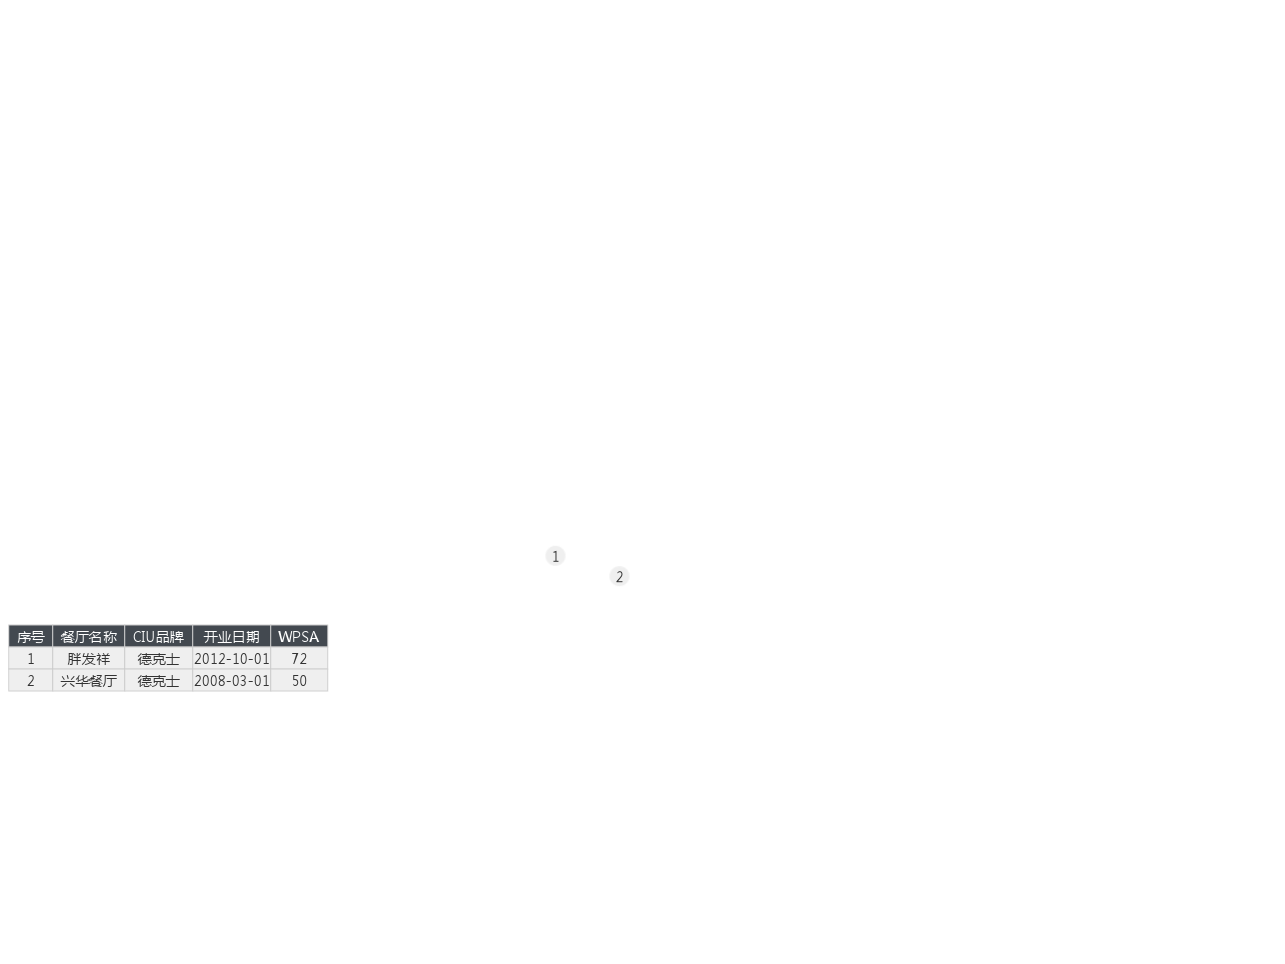 1
2
序号 餐厅名称 CIU品牌 开业日期 WPSA
1 胖发祥 德克士 2012-10-01 72
2 兴华餐厅 德克士 2008-03-01 50